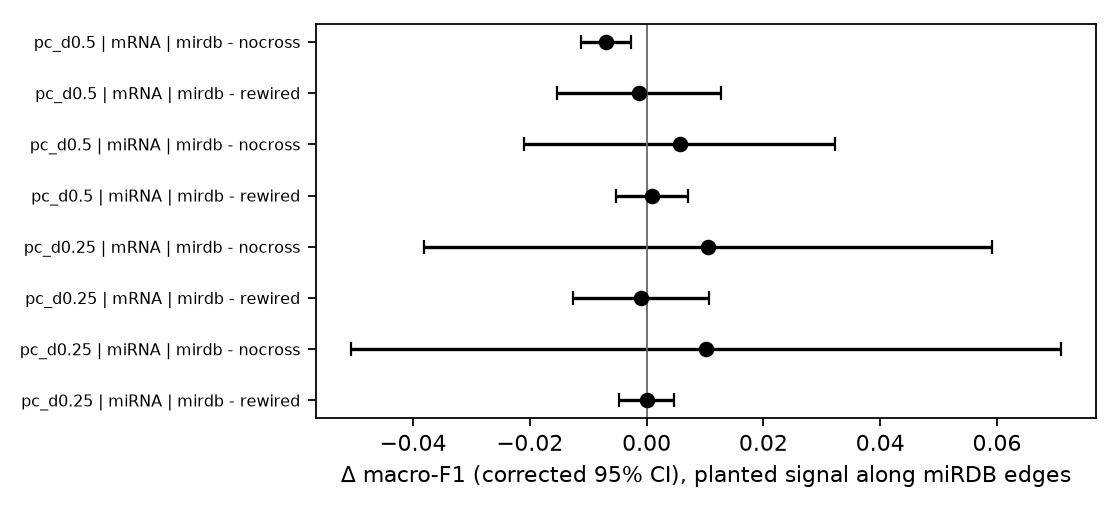 pc_d0.5 | mRNA | mirdb - nocross
pc_d0.5 | mRNA | mirdb - rewired
pc_d0.5 | miRNA | mirdb - nocross
pc_d0.5 | miRNA | mirdb - rewired
pc_d0.25 | mRNA | mirdb - nocross
pc_d0.25 | mRNA | mirdb - rewired
pc_d0.25 | miRNA | mirdb - nocross
pc_d0.25 | miRNA | mirdb - rewired
−0.04 −0.02 0.00 0.02 0.04 0.06
Δ macro-F1 (corrected 95% CI), planted signal along miRDB edges